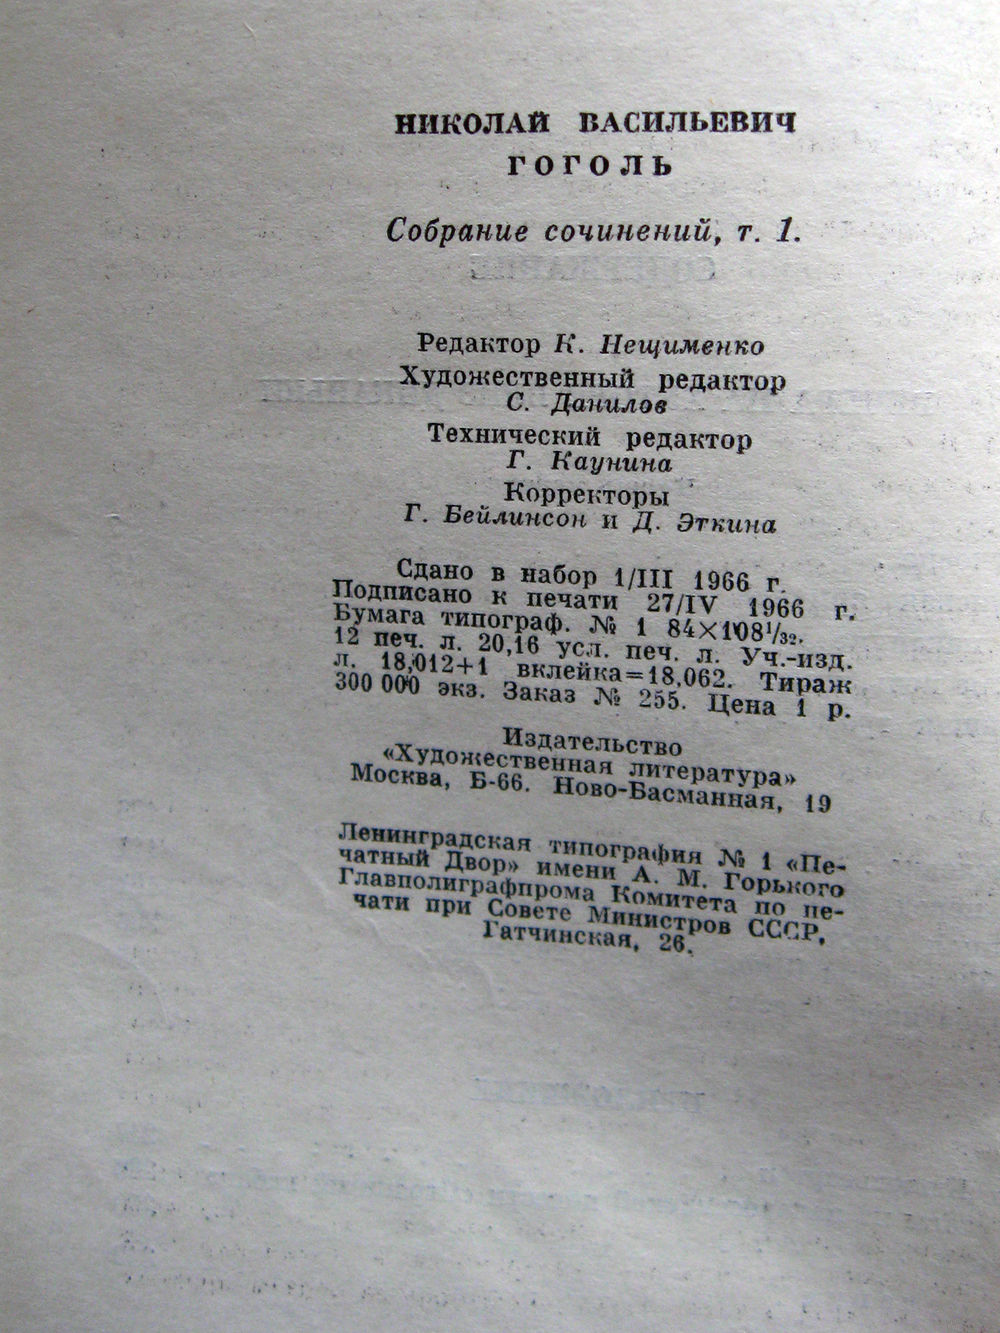 НИКОЛАЙ ВАСИЛЬЕВИЧ
ГОГОЛЬ
Собрание сочинений, т. 1.
СОДЕРЖАНИЕ
Редактор К. Нещименко
Художественный редактор
С. Данилов
Технический редактор
Г. Каунина
Корректоры
Г. Бейлинсон и Д. Эткина
Сдано в набор 1/III 1966 г.
Подписано к печати 27/IV 1966 г.
Бумага типограф. № 1 84×108¹/₃₂.
12 печ. л. 20,16 усл. печ. л. Уч.-изд.
л. 18,012+1 вклейка=18,062. Тираж
300 000 экз. Заказ № 255. Цена 1 р.
Издательство
«Художественная литература»
Москва, Б-66. Ново-Басманная, 19
Ленинградская типография № 1 «Пе-
чатный Двор» имени А. М. Горького
Главполиграфпрома Комитета по пе-
чати при Совете Министров СССР,
Гатчинская, 26.